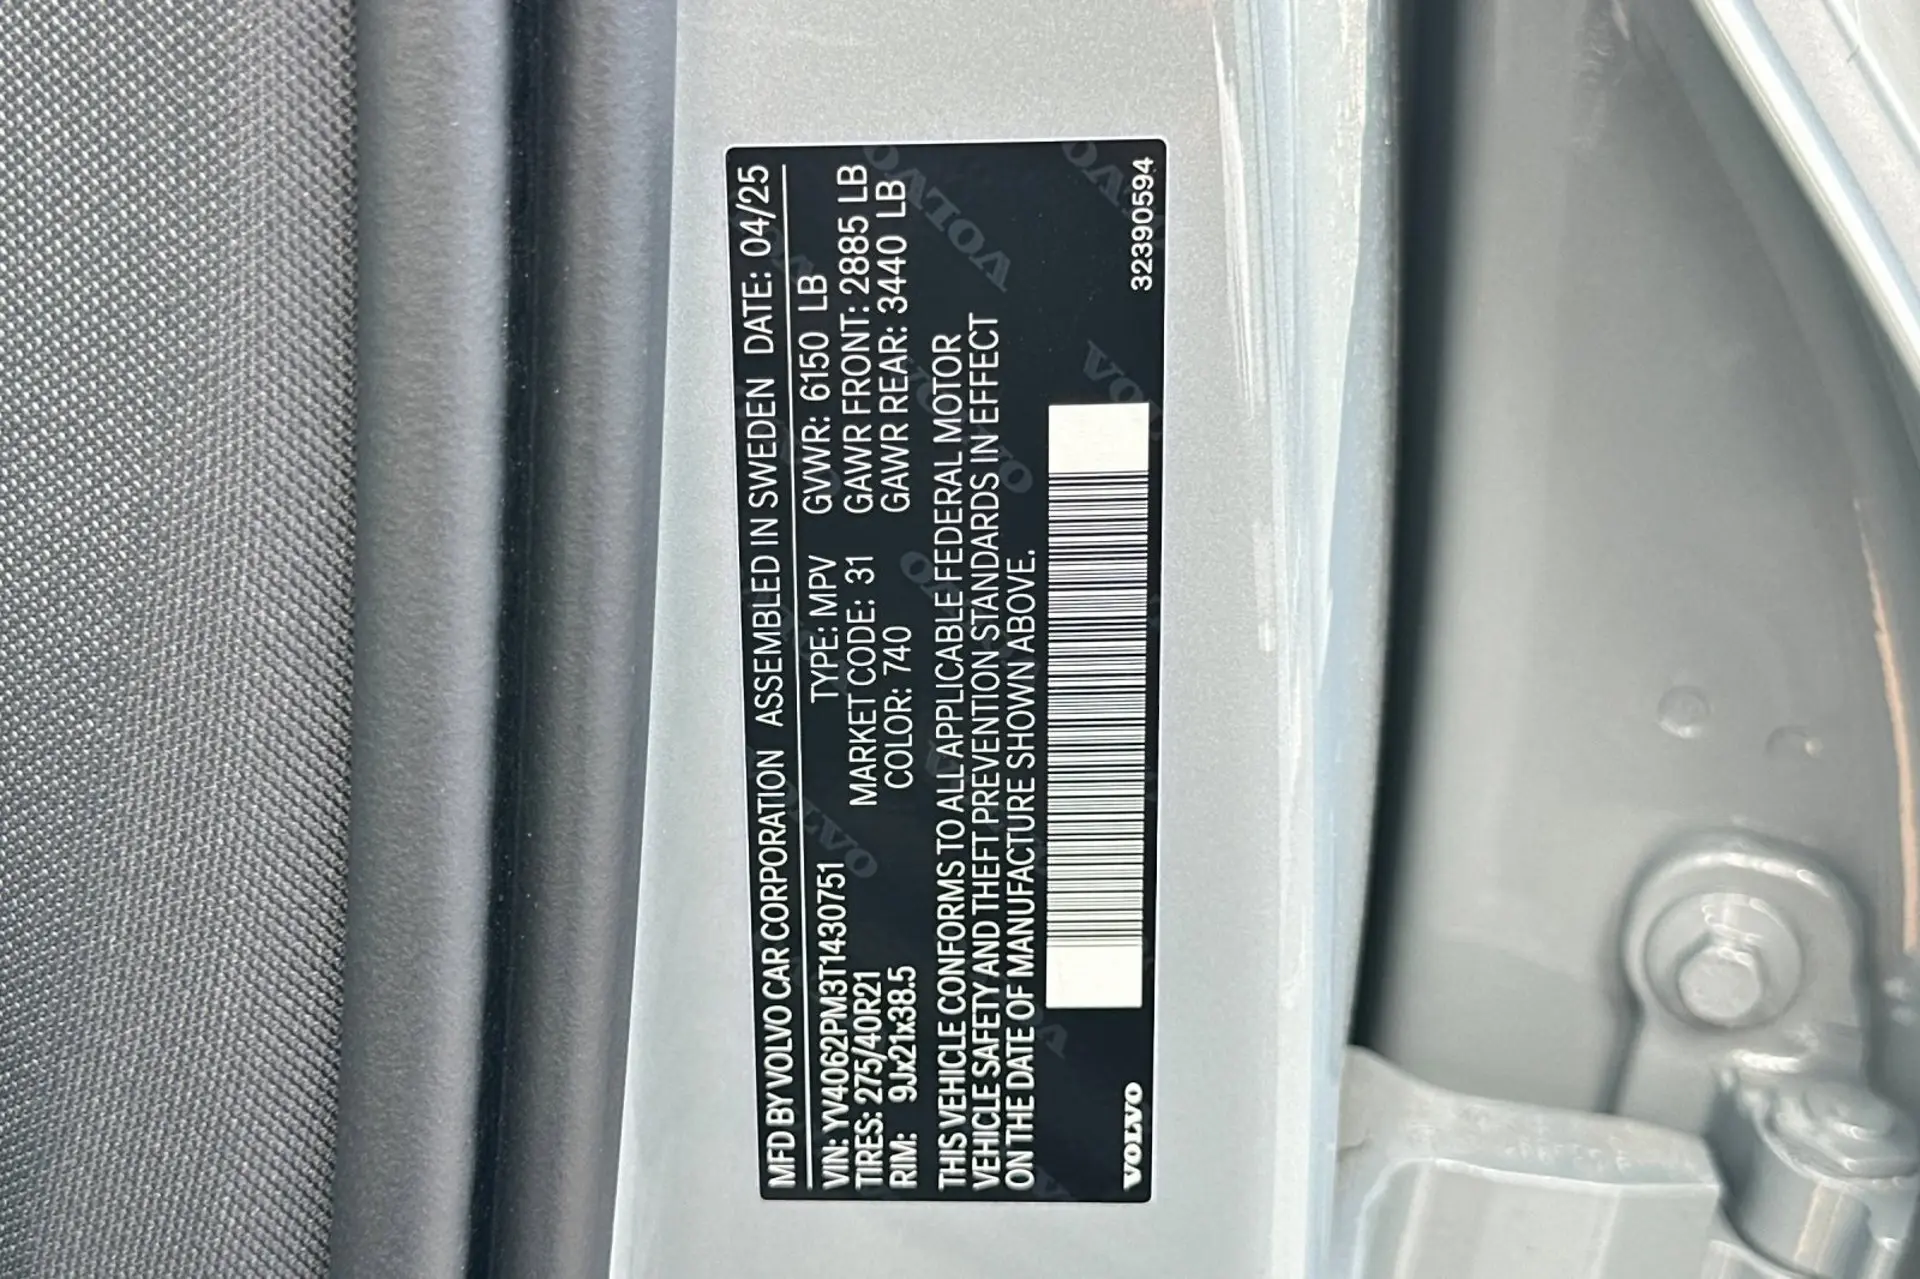 MFD BY VOLVO CAR CORPORATION ASSEMBLED IN SWEDEN DATE: 04/25
VIN: YV4062PM3T1430751 TYPE: MPV GVWR: 6150 LB
TIRES: 275/40R21 MARKET CODE: 31 GAWR FRONT: 2885 LB
RIM: 9Jx21x38.5 COLOR: 740 GAWR REAR: 3440 LB
THIS VEHICLE CONFORMS TO ALL APPLICABLE FEDERAL MOTOR
VEHICLE SAFETY AND THEFT PREVENTION STANDARDS IN EFFECT
ON THE DATE OF MANUFACTURE SHOWN ABOVE.
VOLVO 32390594